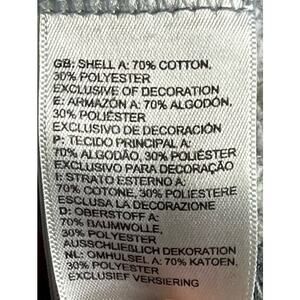 GB: SHELL A: 70% COTTON,
30% POLYESTER
EXCLUSIVE OF DECORATION
E: ARMAZÓN A: 70% ALGODÓN,
30% POLIÉSTER
EXCLUSIVO DE DECORACIÓN
P: TECIDO PRINCIPAL A:
70% ALGODÃO, 30% POLIÉSTER
EXCLUSIVO PARA DECORAÇÃO
I: STRATO ESTERNO A:
70% COTONE, 30% POLIESTERE
ESCLUSA LA DECORAZIONE
D: OBERSTOFF A:
70% BAUMWOLLE,
30% POLYESTER
AUSSCHLIEßLICH DEKORATION
NL: OMHULSEL A: 70% KATOEN,
30% POLYESTER
EXCLUSIEF VERSIERING